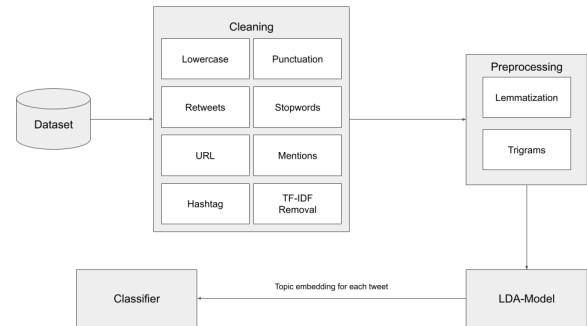 Cleaning
Lowercase
Punctuation
Retweets
Stopwords
URL
Mentions
Hashtag
TF-IDF
Removal
Dataset
Preprocessing
Lemmatization
Trigrams
LDA-Model
Topic embedding for each tweet
Classifier